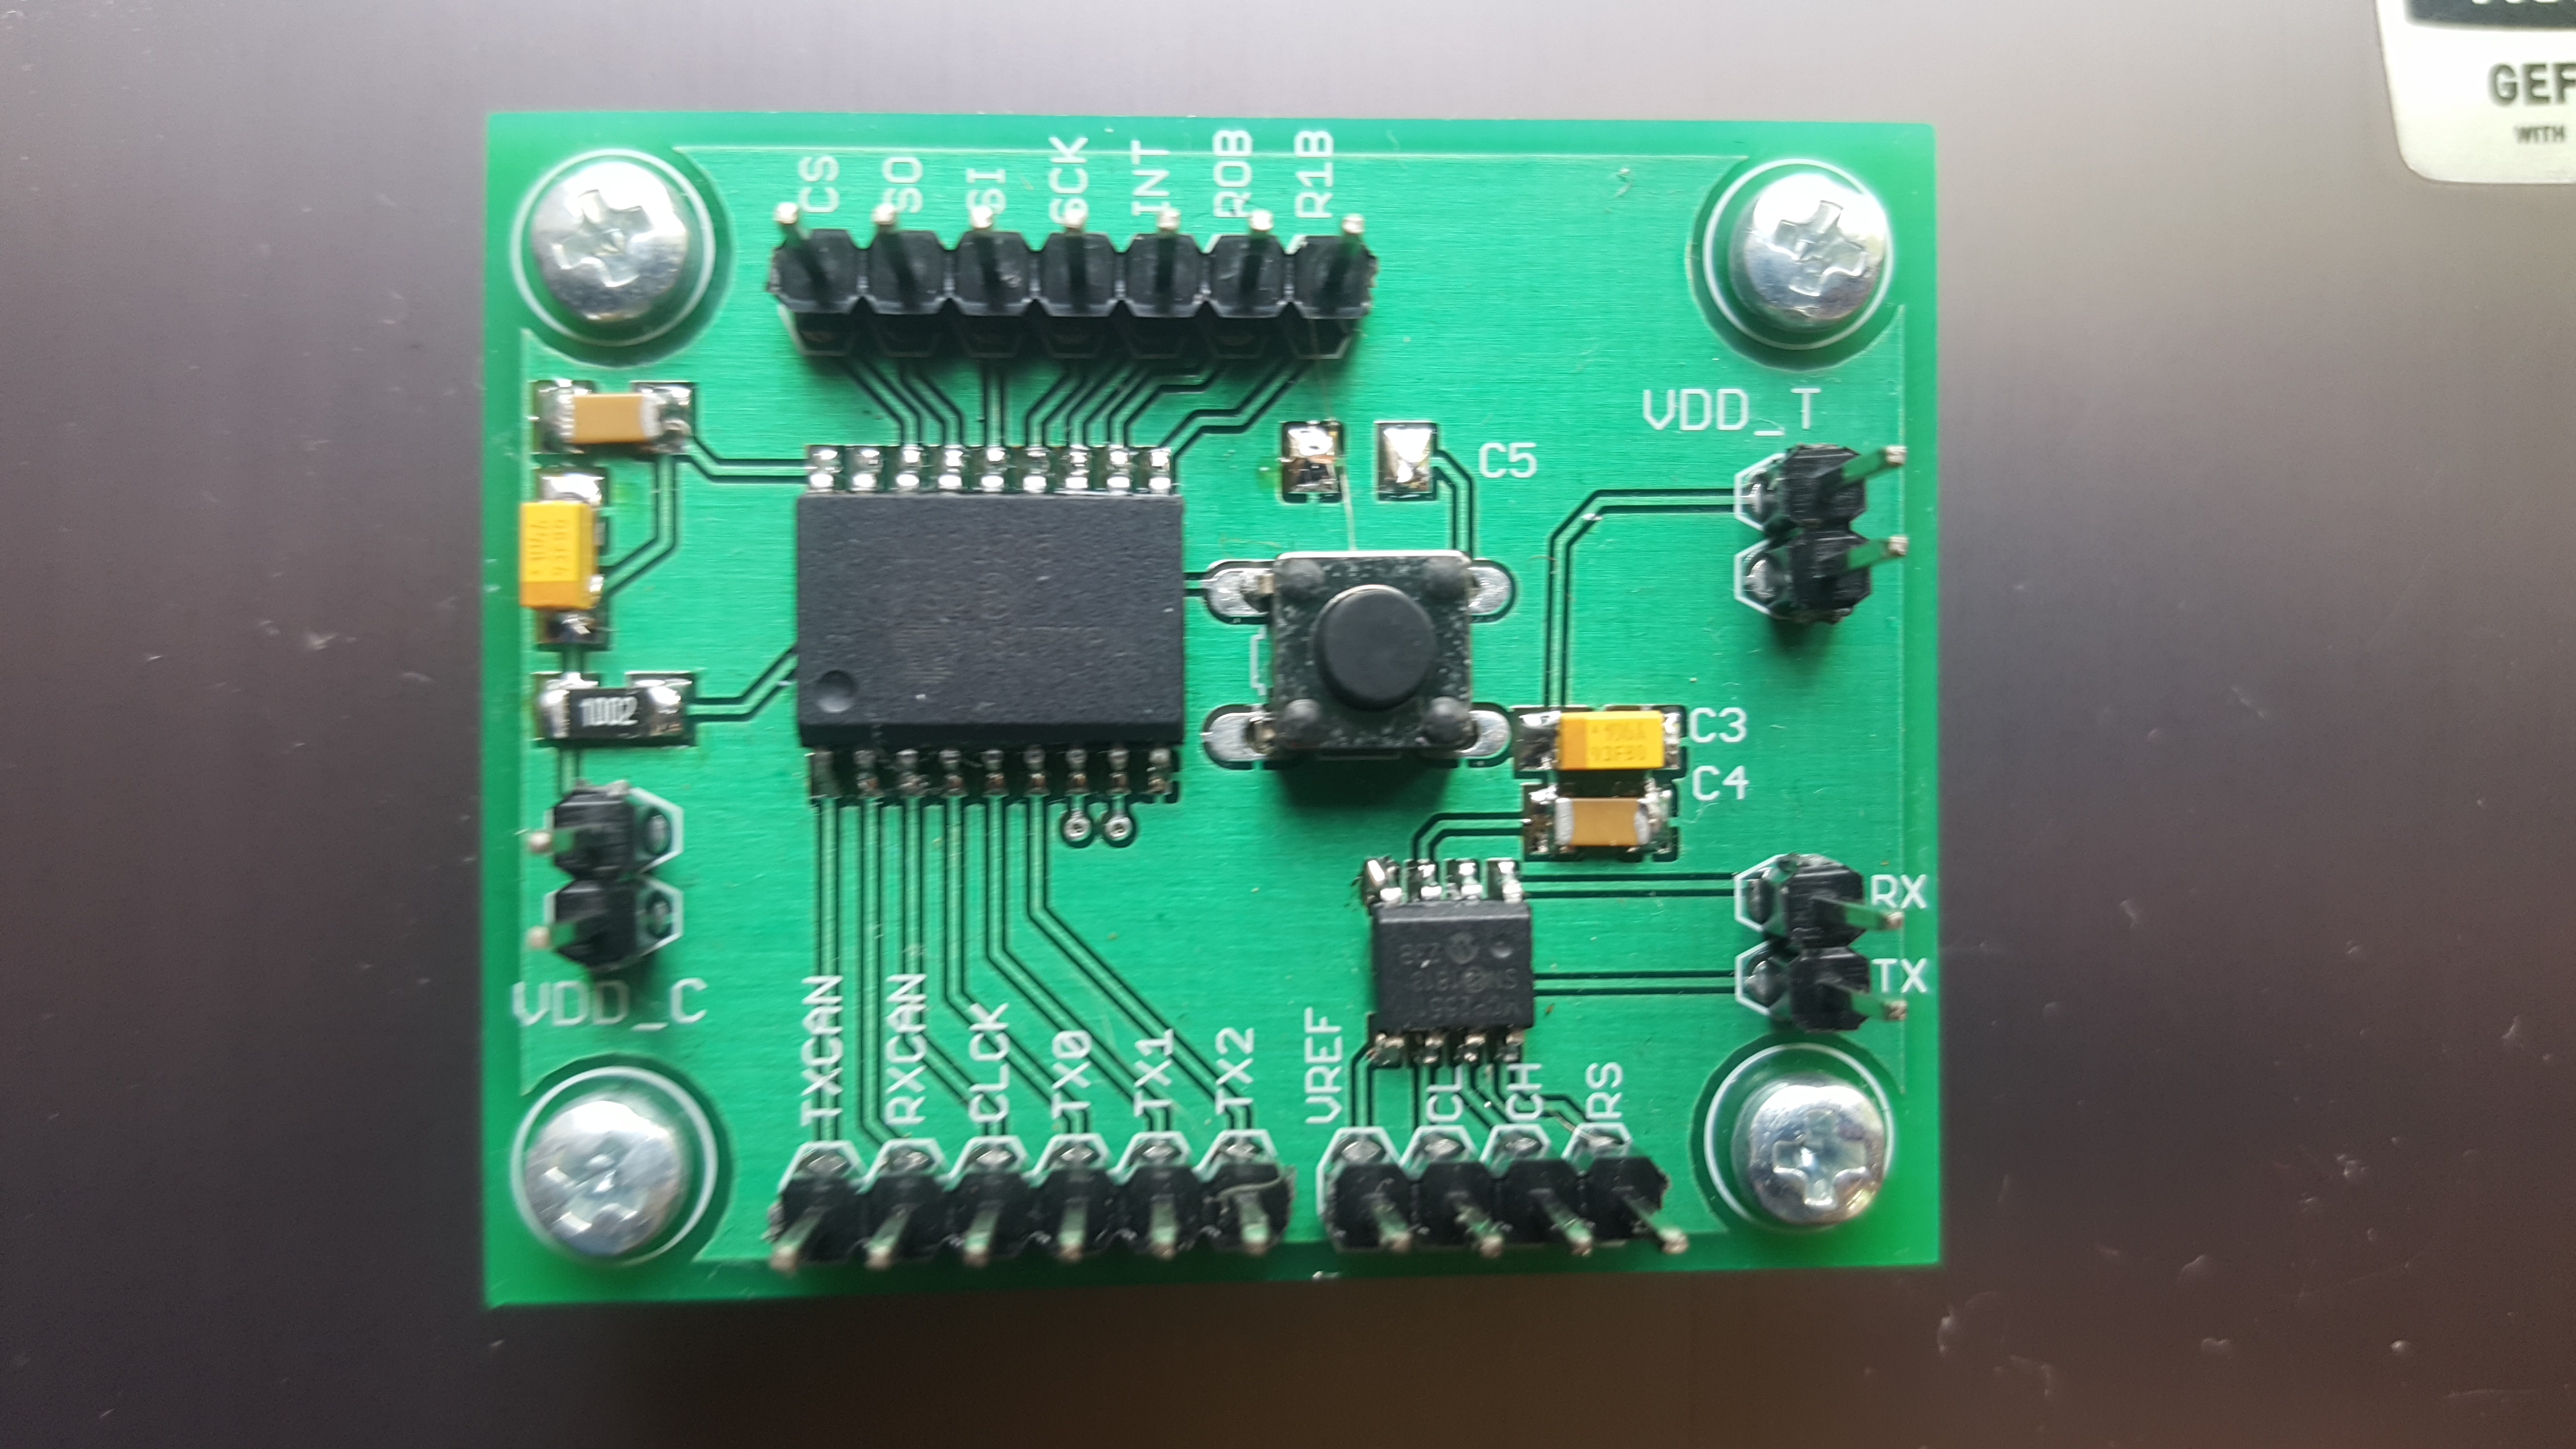 GEF
WITH
CS
SO
SI
SCK
INT
R0B
R1B
VDD_T
C5
1002
C3
C4
RX
TX
VDD_C
TXCAN
RXCAN
CLCK
TX0
TX1
TX2
VREF
CL
CH
RS